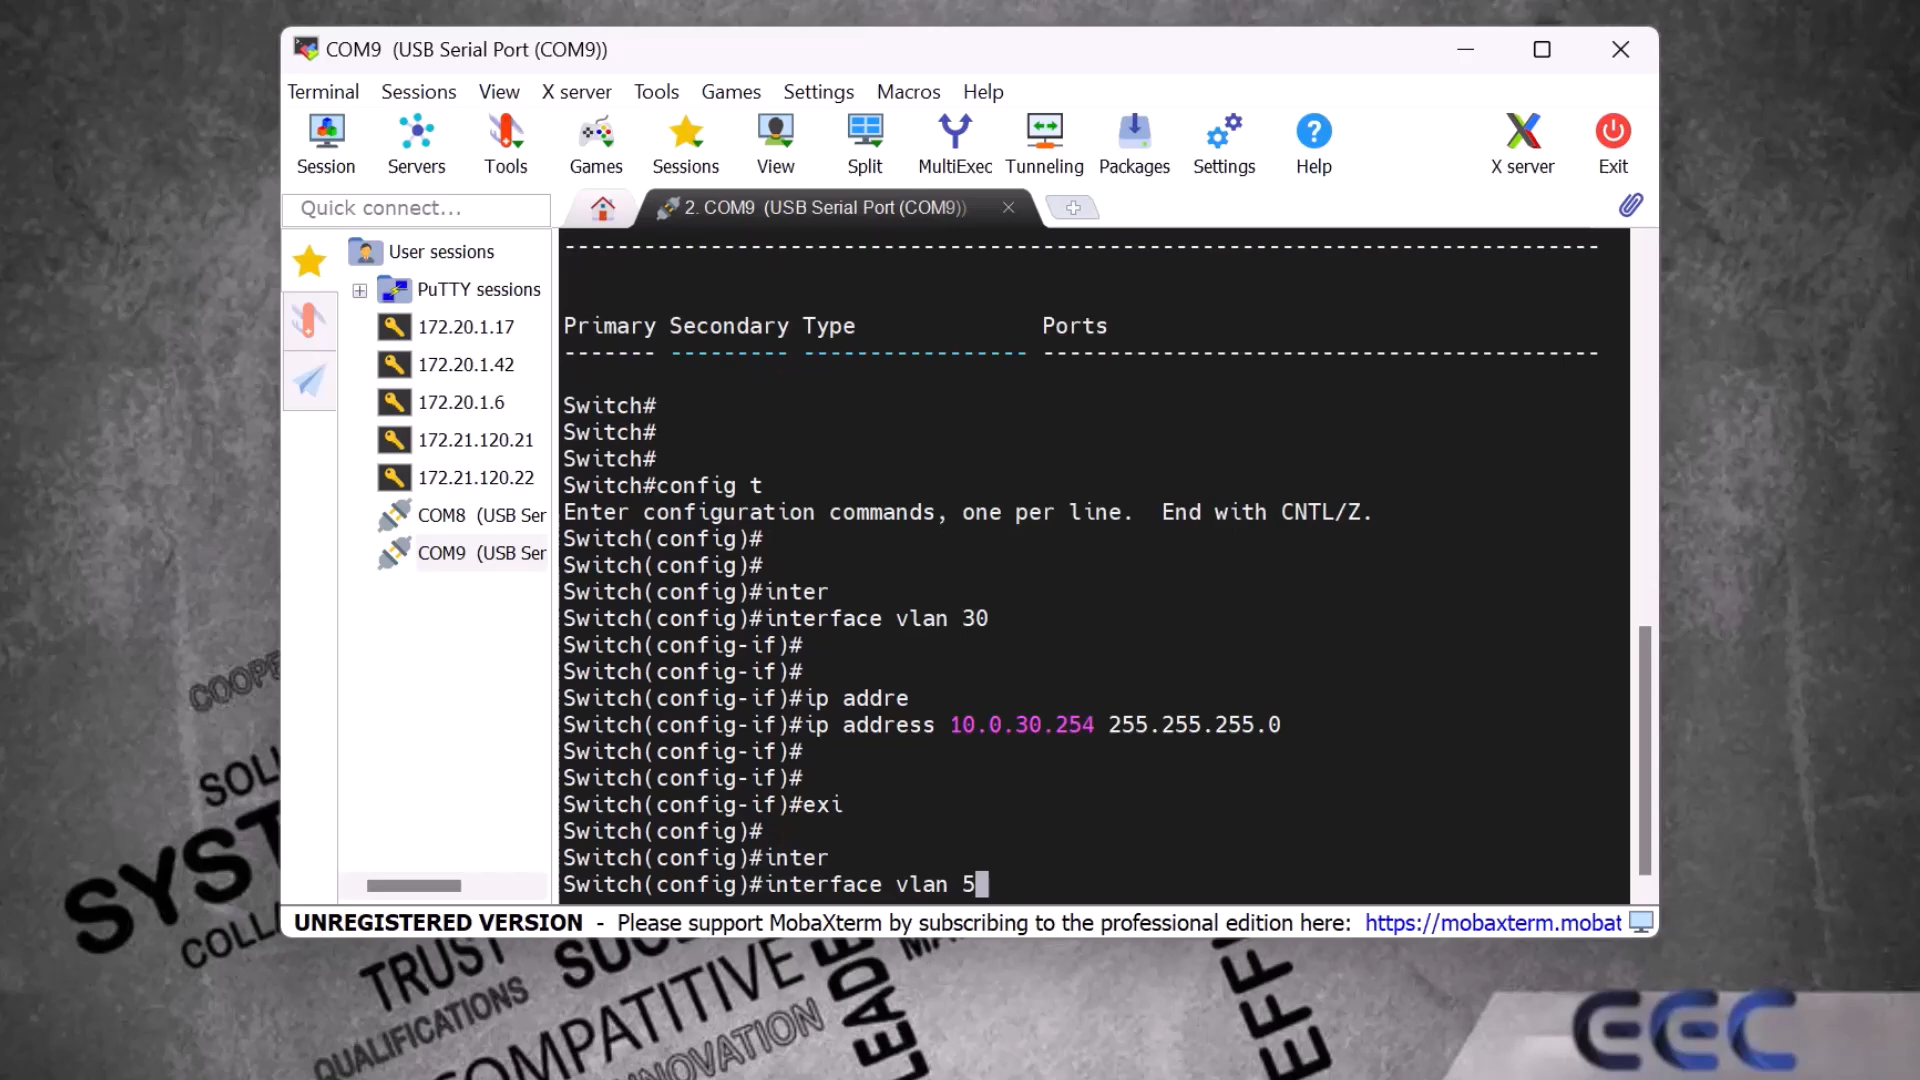 COM9 (USB Serial Port (COM9))
Terminal Sessions View X server Tools Games Settings Macros Help
Session Servers Tools Games Sessions View Split MultiExec Tunneling Packages Settings Help X server Exit
Quick connect...
2. COM9 (USB Serial Port (COM9))
User sessions
PuTTY sessions
172.20.1.17
172.20.1.42
172.20.1.6
172.21.120.21
172.21.120.22
COM8 (USB Ser
COM9 (USB Ser
--------------------------------------------------------------------------------
Primary Secondary Type Ports
------- --------- ----------------- ------------------------------------------
Switch#
Switch#
Switch#
Switch#config t
Enter configuration commands, one per line. End with CNTL/Z.
Switch(config)#
Switch(config)#
Switch(config)#inter
Switch(config)#interface vlan 30
Switch(config-if)#
Switch(config-if)#
Switch(config-if)#ip addre
Switch(config-if)#ip address 10.0.30.254 255.255.255.0
Switch(config-if)#
Switch(config-if)#
Switch(config-if)#exi
Switch(config)#
Switch(config)#inter
Switch(config)#interface vlan 5
UNREGISTERED VERSION - Please support MobaXterm by subscribing to the professional edition here: https://mobaxterm.mobat
COOPE
SOLU
SYST
COLLA
TRUST
SUC
QUALIFICATIONS
COMPATITIVE
INNOVATION
LEADE
EFF
EEC